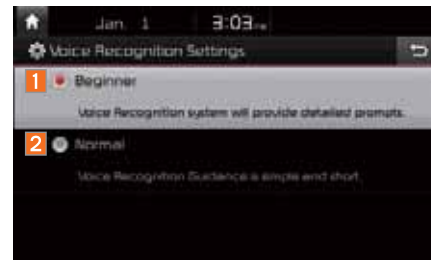 Jan. 1 3:03
Voice Recognition Settings
1 Beginner
Voice Recognition system will provide detailed prompts.
2 Normal
Voice Recognition Guidance is simple and short.